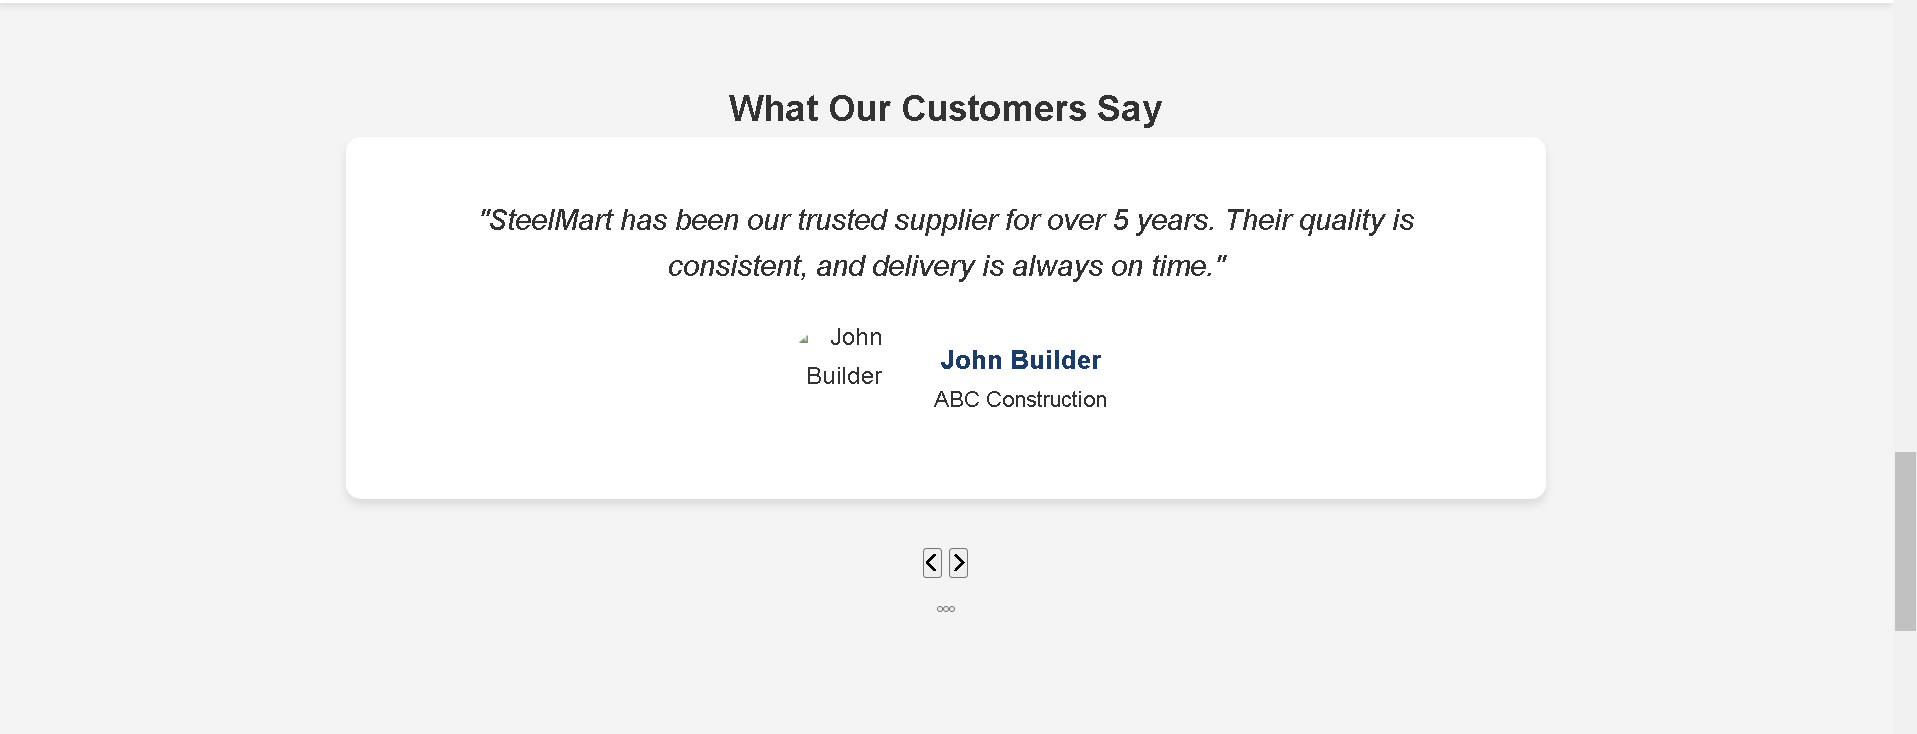 What Our Customers Say
"SteelMart has been our trusted supplier for over 5 years. Their quality is
consistent, and delivery is always on time."
John
Builder
John Builder
ABC Construction